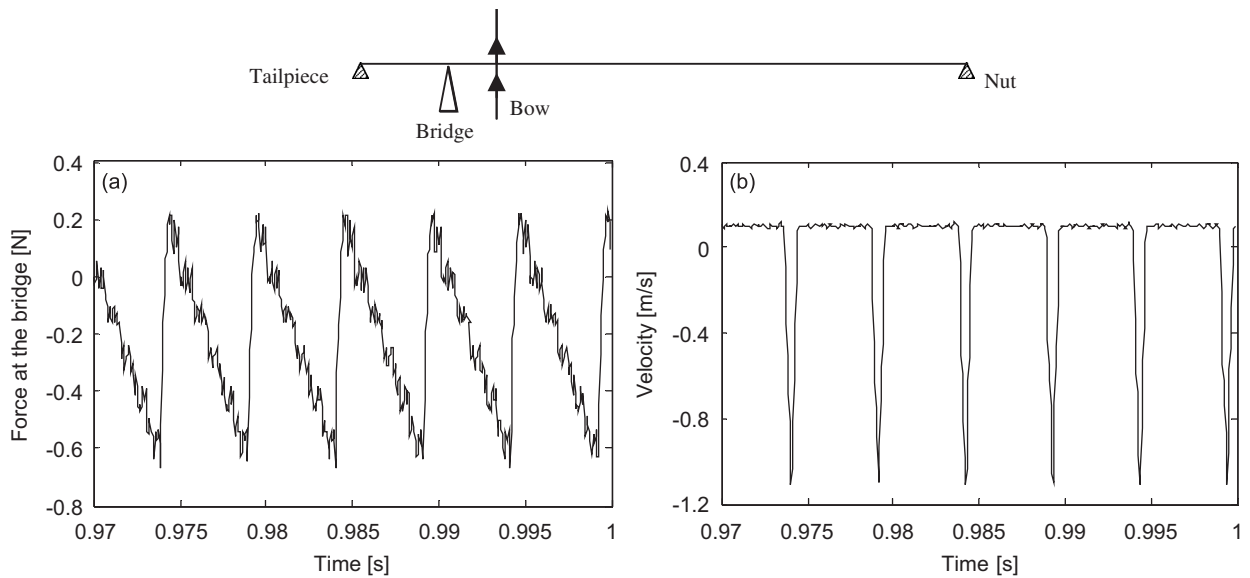 Tailpiece
Nut
Bow
Bridge
0.4
0.2
0
-0.2
-0.4
-0.6
-0.8
Force at the bridge [N]
(a)
0.97 0.975 0.98 0.985 0.99 0.995 1
Time [s]
0.4
0
-0.4
-0.8
-1.2
Velocity [m/s]
(b)
0.97 0.975 0.98 0.985 0.99 0.995 1
Time [s]